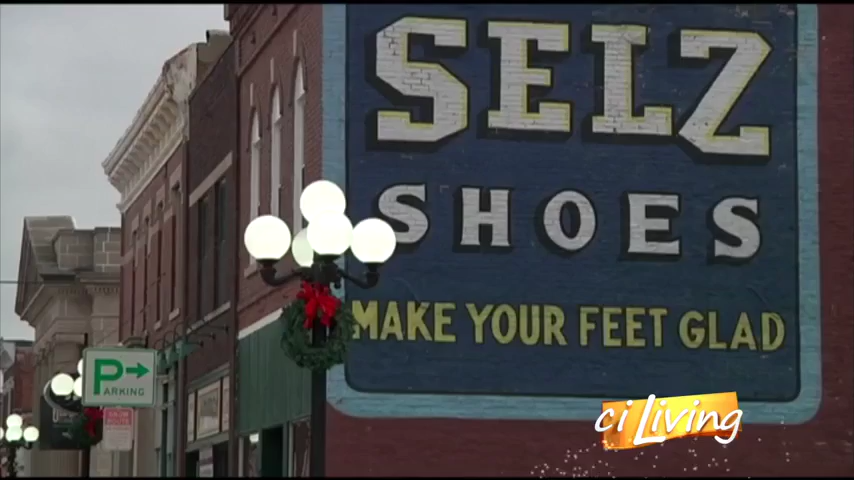 SELZ
SHOES
MAKE YOUR FEET GLAD
P
PARKING
ciLiving